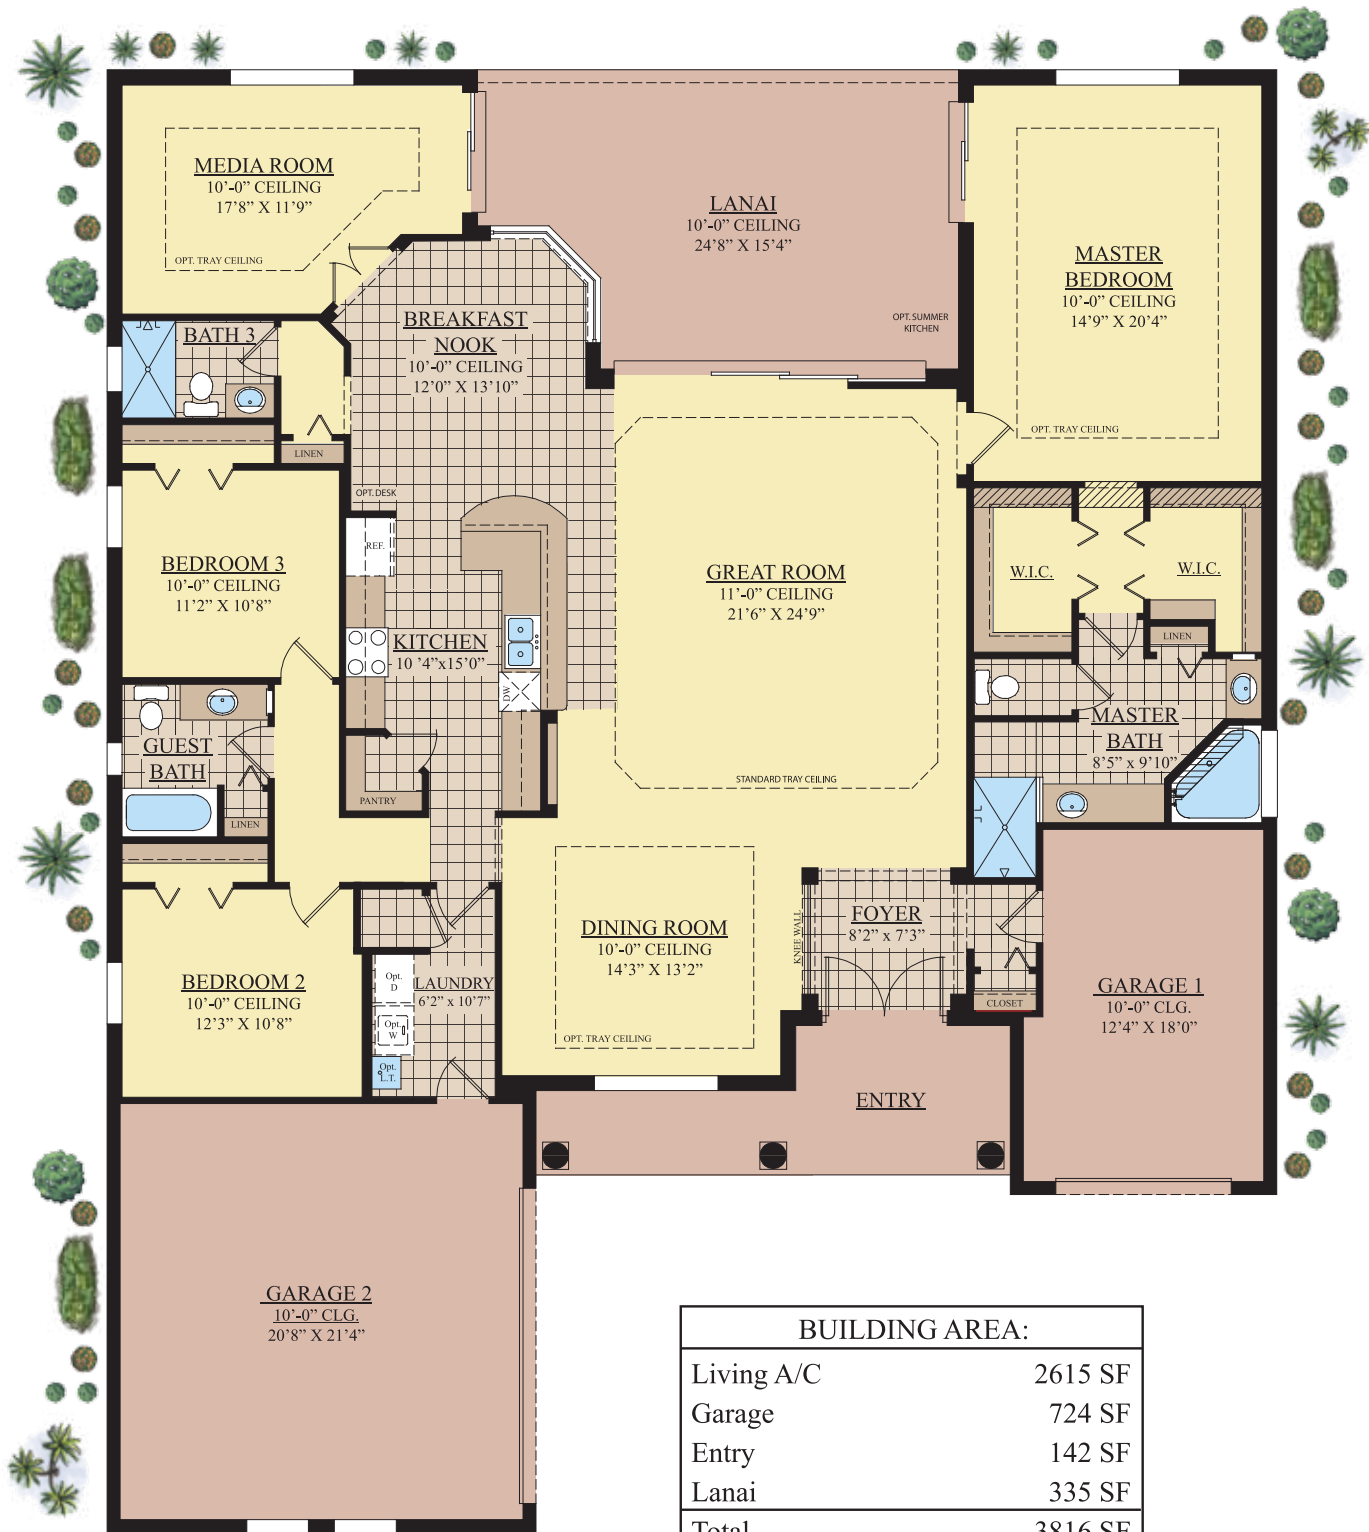 MEDIA ROOM
10’-0” CEILING
17’8” X 11’9”
OPT. TRAY CEILING
LANAI
10’-0” CEILING
24’8” X 15’4”
OPT. SUMMER
KITCHEN
MASTER
BEDROOM
10’-0” CEILING
14’9” X 20’4”
OPT. TRAY CEILING
BATH 3
BREAKFAST
NOOK
10’-0” CEILING
12’0” X 13’10”
LINEN
OPT. DESK
REF.
BEDROOM 3
10’-0” CEILING
11’2” X 10’8”
GREAT ROOM
11’-0” CEILING
21’6” X 24’9”
STANDARD TRAY CEILING
W.I.C.
W.I.C.
LINEN
KITCHEN
10 ‘4”x15’0”
DW
PANTRY
GUEST
BATH
LINEN
MASTER
BATH
8’5” x 9’10”
DINING ROOM
10’-0” CEILING
14’3” X 13’2”
OPT. TRAY CEILING
KNEE WALL
FOYER
8’2” x 7’3”
CLOSET
GARAGE 1
10’-0” CLG.
12’4” X 18’0”
BEDROOM 2
10’-0” CEILING
12’3” X 10’8”
LAUNDRY
6’2” x 10’7”
Opt.
D
Opt.
W
Opt.
L.T.
ENTRY
GARAGE 2
10’-0” CLG.
20’8” X 21’4”
BUILDING AREA:
Living A/C 2615 SF
Garage 724 SF
Entry 142 SF
Lanai 335 SF
Total 3816 SF